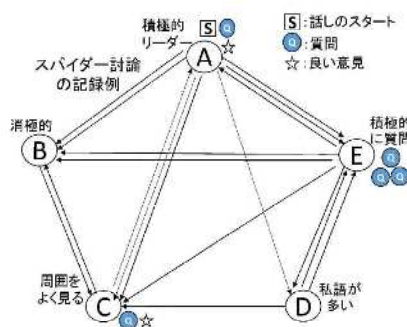 積極的
リーダー
S Q
A
☆
S:話しのスタート
Q:質問
☆:良い意見
スパイダー討論
の記録例
消極的
B
E
積極的
に質問
Q
Q Q
周囲を
よく見る
C
Q ☆
D
私語が
多い